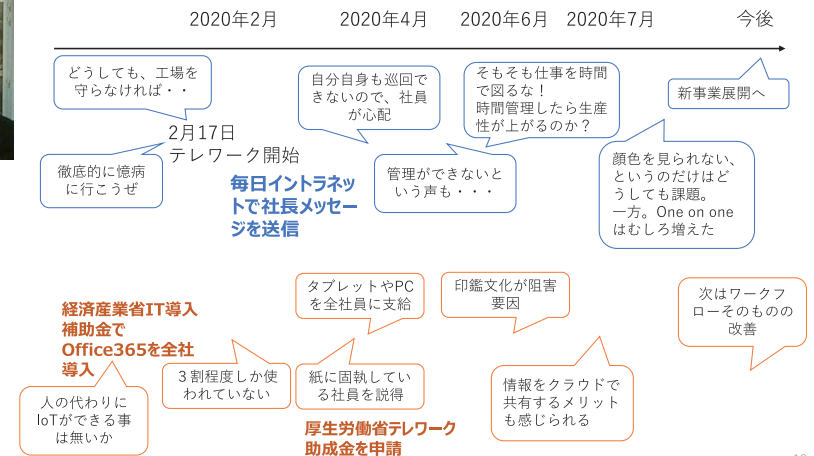 2020年2月
2020年4月
2020年6月
2020年7月
今後
どうしても、工場を
守らなければ・・
自分自身も巡回で
きないので、社員
が心配
そもそも仕事を時間
で図るな！
時間管理したら生産
性が上がるのか？
新事業展開へ
2月17日
テレワーク開始
徹底的に憶病
に行こうぜ
毎日イントラネッ
トで社長メッセー
ジを送信
管理ができないと
いう声も・・・
顔色を見られない、
というのだけはど
うしても課題。
一方。One on one
はむしろ増えた
経済産業省IT導入
補助金で
Office365を全社
導入
タブレットやPC
を全社員に支給
印鑑文化が阻害
要因
次はワークフ
ローそのものの
改善
人の代わりに
IoTができる事
は無いか
３割程度しか使
われていない
紙に固執してい
る社員を説得
厚生労働省テレワーク
助成金を申請
情報をクラウドで
共有するメリット
も感じられる